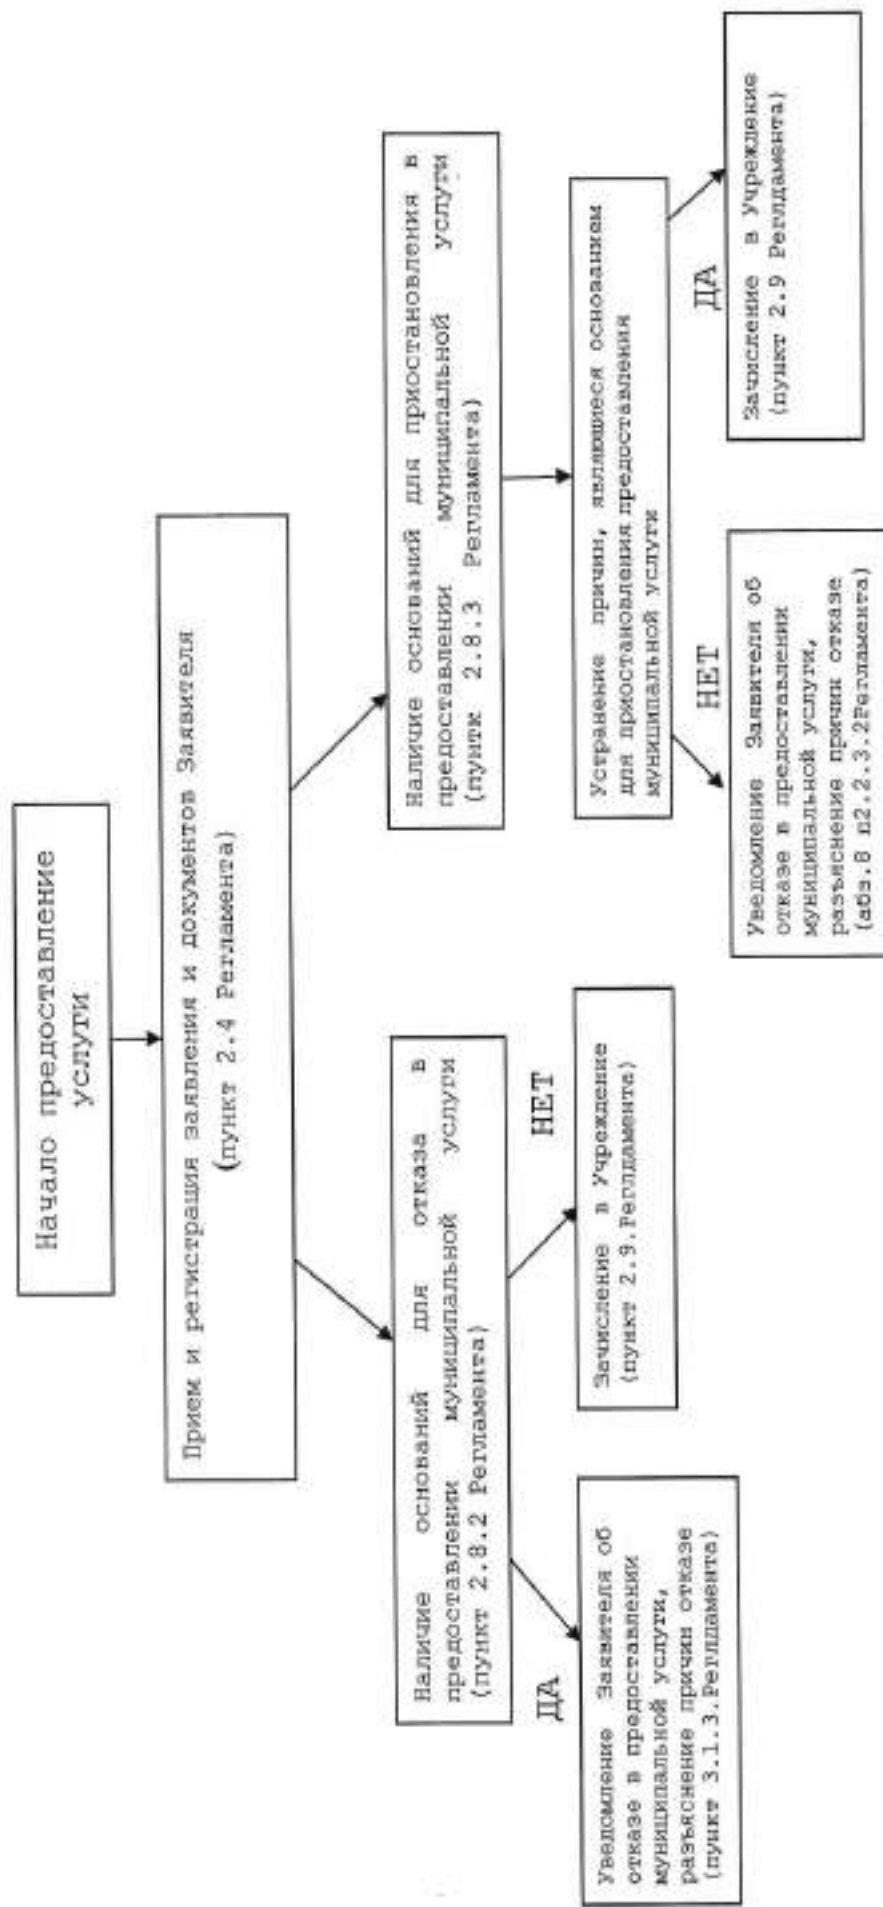 Начало предоставление
услуги
Прием и регистрация заявления и документов Заявителя
(пункт 2.4 Регламента)
Наличие оснований для отказа в
предоставлении муниципальной услуги
(пункт 2.8.2 Регламента)
Наличие оснований для приостановления в
предоставлении муниципальной услуги
(пунтк 2.8.3 Регламента)
ДА
НЕТ
Уведомление Заявителя об
отказе в предоставлении
муниципальной услуги,
разъяснение причин отказе
(пункт 3.1.3.Реглдамента)
Зачисление в Учреждение
(пункт 2.9.Реглдамента)
Устранение причин, являющиеся основанием
для приостановления предоставления
муниципальной услуги
НЕТ
ДА
Уведомление Заявителя об
отказе в предоставлении
муниципальной услуги,
разъяснение причин отказе
(абз.8 п2.2.3.2Регламента)
Зачисление в Учреждение
(пункт 2.9 Реглдамента)